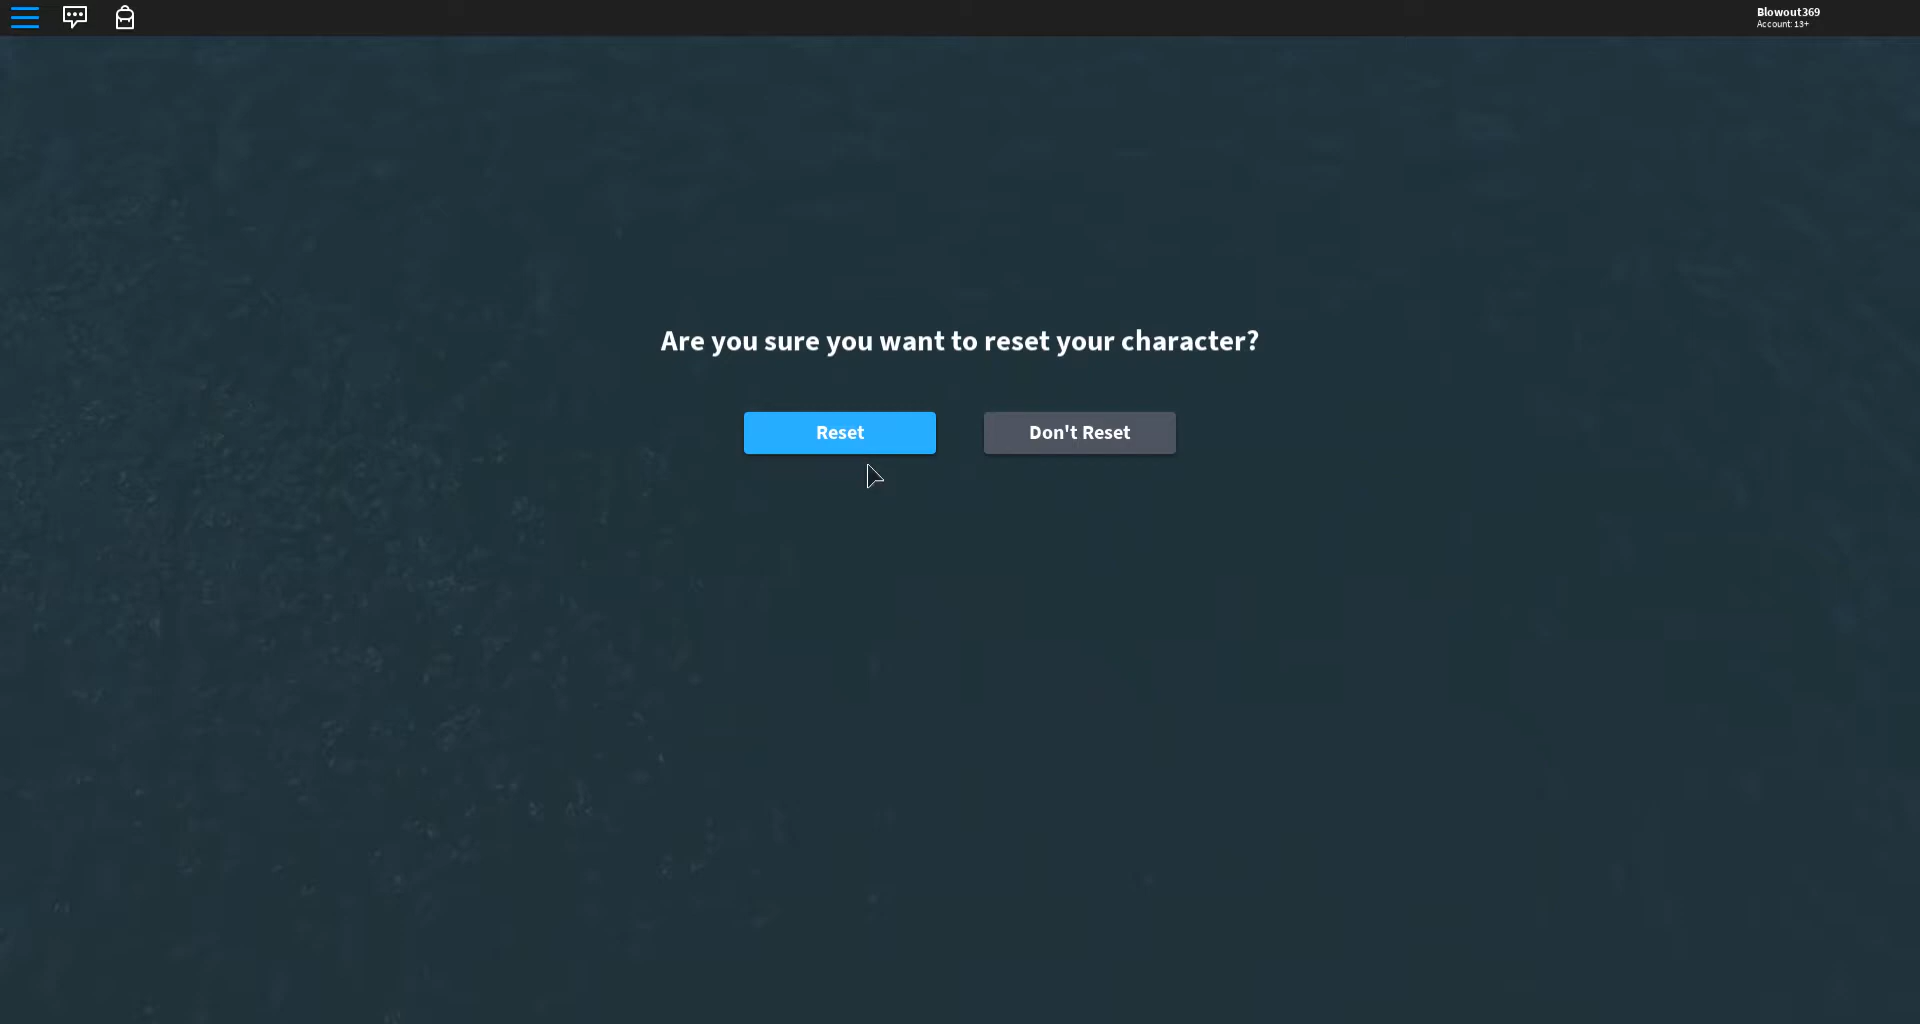 Blowout369
Account: 13+
Are you sure you want to reset your character?
Reset
Don't Reset